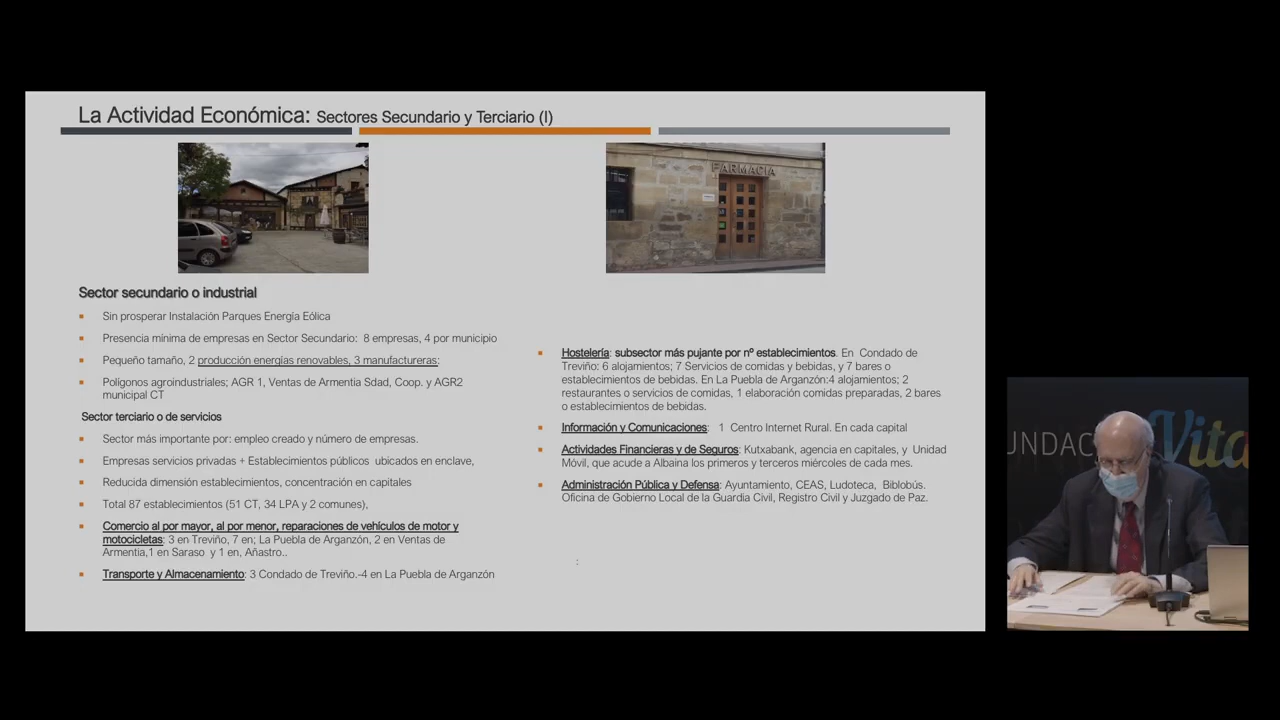 La Actividad Económica: Sectores Secundario y Terciario (I)
FARMACIA
Sector secundario o industrial
Sin prosperar Instalación Parques Energía Eólica
Presencia mínima de empresas en Sector Secundario: 8 empresas, 4 por municipio
Pequeño tamaño, 2 producción energías renovables, 3 manufactureras:
Polígonos agroindustriales; AGR 1, Ventas de Armentia Sdad, Coop. y AGR2
municipal CT
Sector terciario o de servicios
Sector más importante por: empleo creado y número de empresas.
Empresas servicios privadas + Establecimientos públicos ubicados en enclave,
Reducida dimensión establecimientos, concentración en capitales
Total 87 establecimientos (51 CT, 34 LPA y 2 comunes),
Comercio al por mayor, al por menor, reparaciones de vehículos de motor y
motocicletas: 3 en Treviño, 7 en; La Puebla de Arganzón, 2 en Ventas de
Armentia,1 en Saraso y 1 en, Añastro..
Transporte y Almacenamiento: 3 Condado de Treviño.-4 en La Puebla de Arganzón
Hostelería: subsector más pujante por nº establecimientos. En Condado de
Treviño: 6 alojamientos; 7 Servicios de comidas y bebidas, y 7 bares o
establecimientos de bebidas. En La Puebla de Arganzón:4 alojamientos; 2
restaurantes o servicios de comidas, 1 elaboración comidas preparadas, 2 bares
o establecimientos de bebidas.
Información y Comunicaciones: 1 Centro Internet Rural. En cada capital
Actividades Financieras y de Seguros: Kutxabank, agencia en capitales, y Unidad
Móvil, que acude a Albaina los primeros y terceros miércoles de cada mes.
Administración Pública y Defensa: Ayuntamiento, CEAS, Ludoteca, Biblobús.
Oficina de Gobierno Local de la Guardia Civil, Registro Civil y Juzgado de Paz.
:
UNDAC Vita